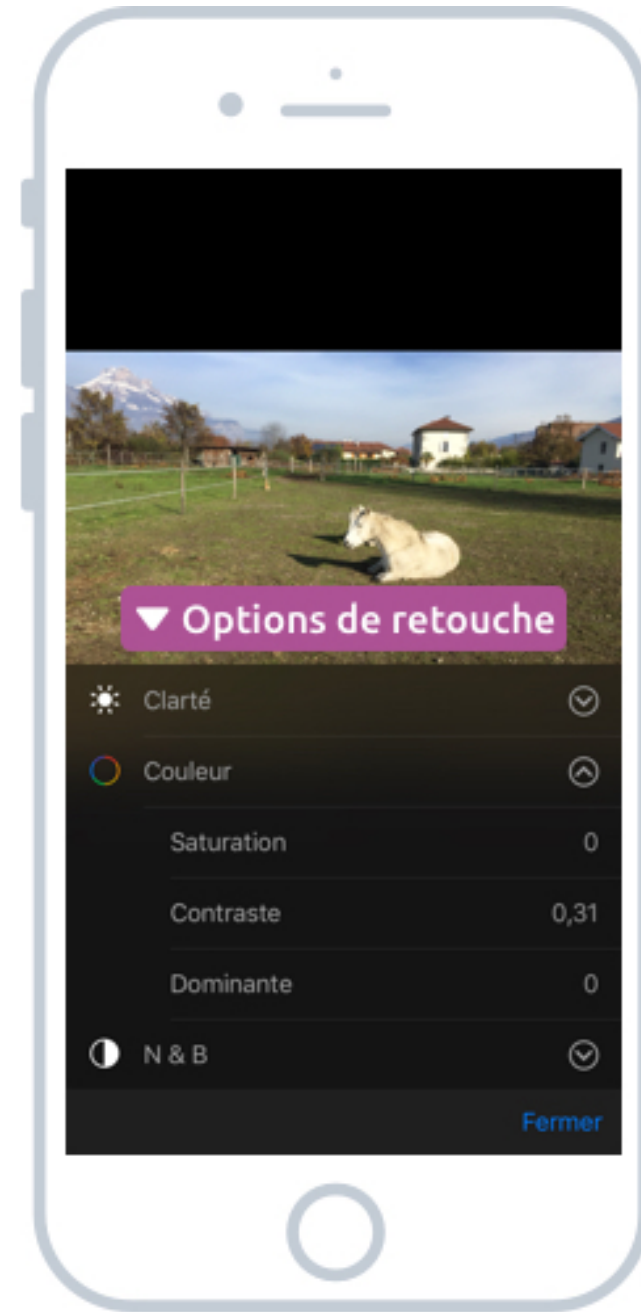 ▼ Options de retouche
Clarté
Couleur
Saturation 0
Contraste 0,31
Dominante 0
N & B
Fermer